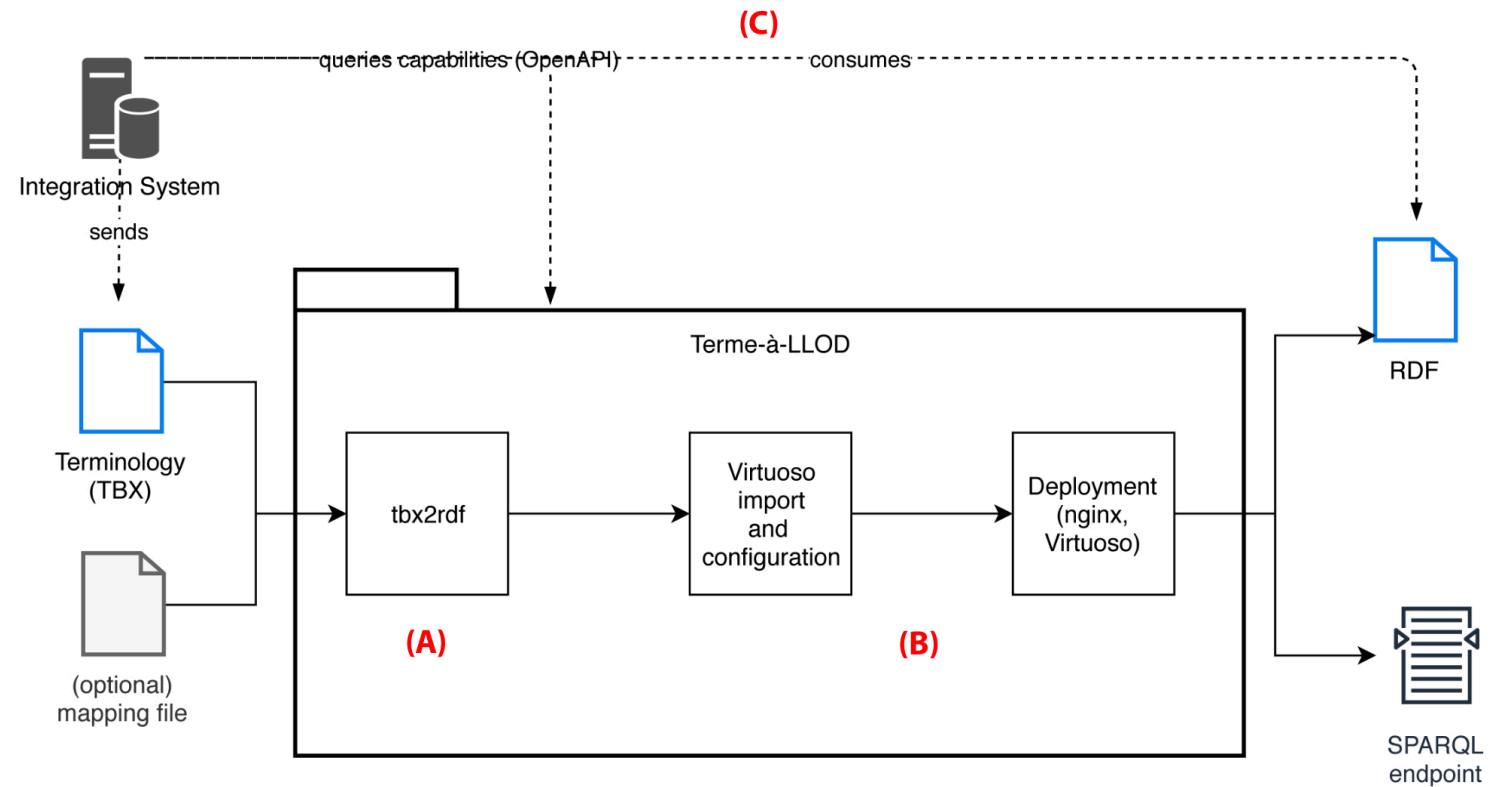 (C)
queries capabilities (OpenAPI)
consumes
Integration System
sends
Terme-à-LLOD
RDF
Terminology
(TBX)
tbx2rdf
Virtuoso
import
and
configuration
Deployment
(nginx,
Virtuoso)
(A)
(B)
(optional)
mapping file
SPARQL
endpoint